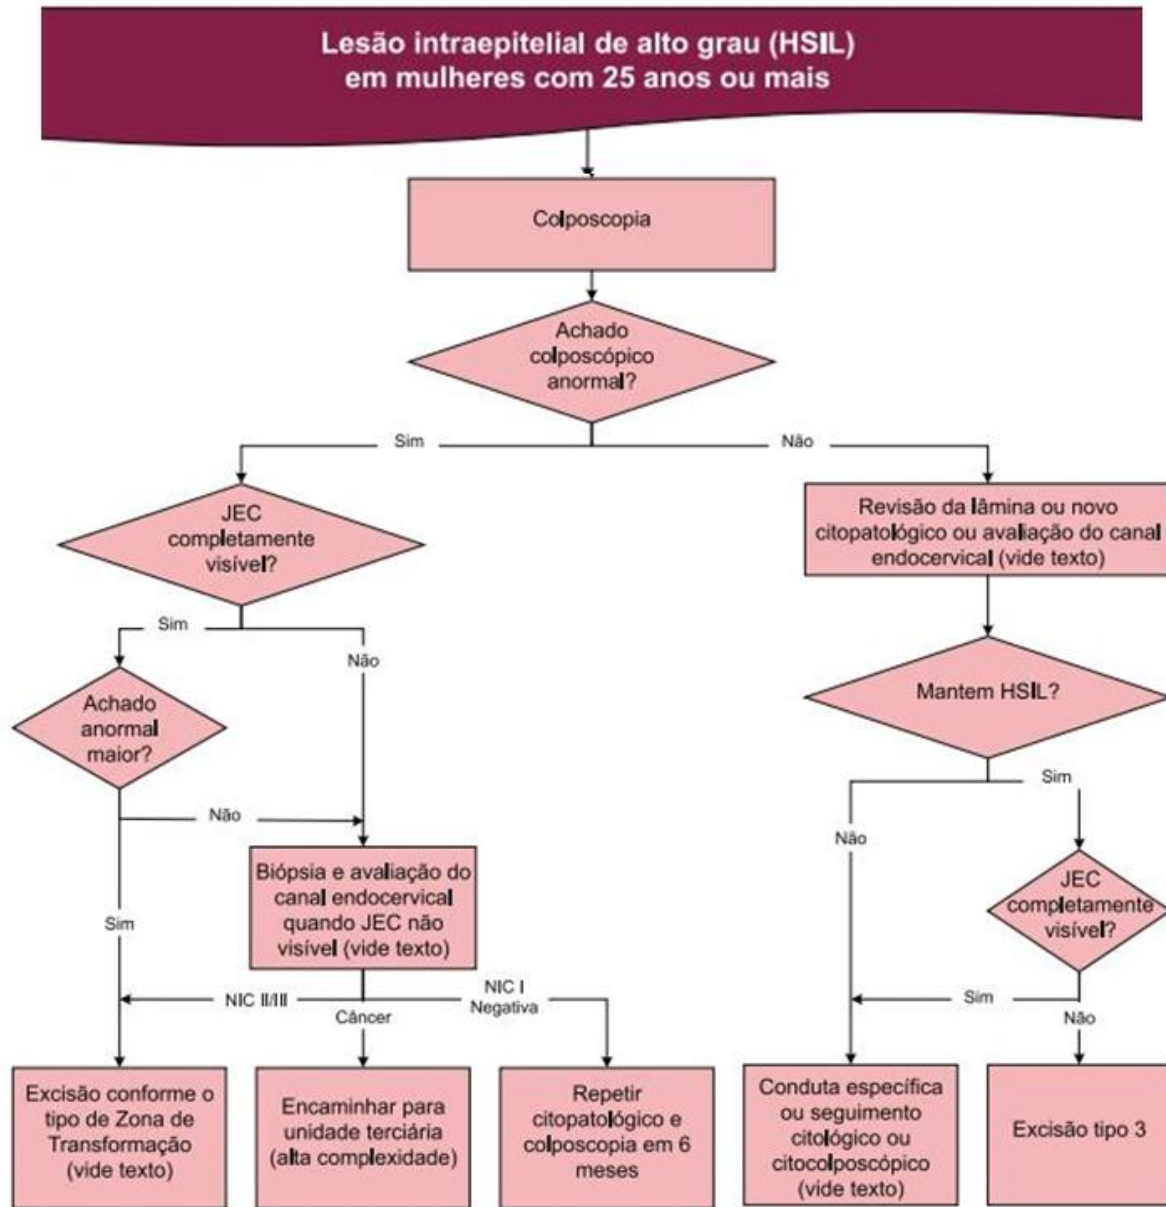 Lesão intraepitelial de alto grau (HSIL)
em mulheres com 25 anos ou mais
Colposcopia
Achado
colposcópico
anormal?
Sim
Não
JEC
completamente
visível?
Revisão da lâmina ou novo
citopatológico ou avaliação do canal
endocervical (vide texto)
Sim
Não
Achado
anormal
maior?
Mantem HSIL?
Não
Sim
Não
Biópsia e avaliação do
canal endocervical
quando JEC não
visível (vide texto)
JEC
completamente
visível?
Sim
NIC II/III
Câncer
NIC I
Negativa
Sim
Não
Excisão conforme o
tipo de Zona de
Transformação
(vide texto)
Encaminhar para
unidade terciária
(alta complexidade)
Repetir
citopatológico e
colposcopia em 6
meses
Conduta específica
ou seguimento
citológico ou
citocolposcópico
(vide texto)
Excisão tipo 3